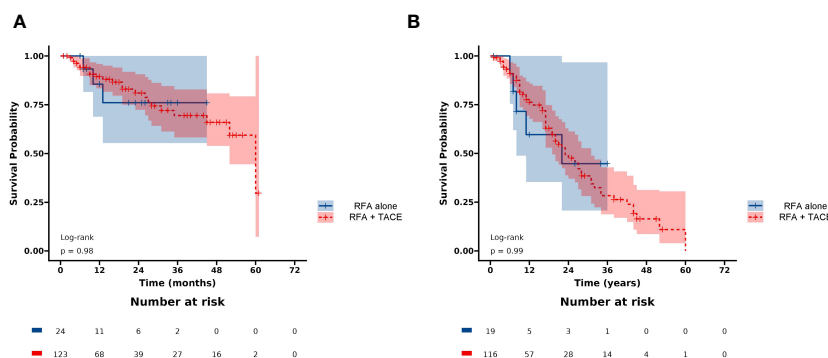 A
1.00
0.75
0.50
0.25
0.00
Survival Probability
Log-rank
p = 0.98
0 12 24 36 48 60 72
Time (months)
RFA alone
RFA + TACE
Number at risk
24 11 6 2 0 0 0
123 68 39 27 16 2 0
B
1.00
0.75
0.50
0.25
0.00
Survival Probability
Log-rank
p = 0.99
0 12 24 36 48 60 72
Time (years)
RFA alone
RFA + TACE
Number at risk
19 5 3 1 0 0 0
116 57 28 14 4 1 0